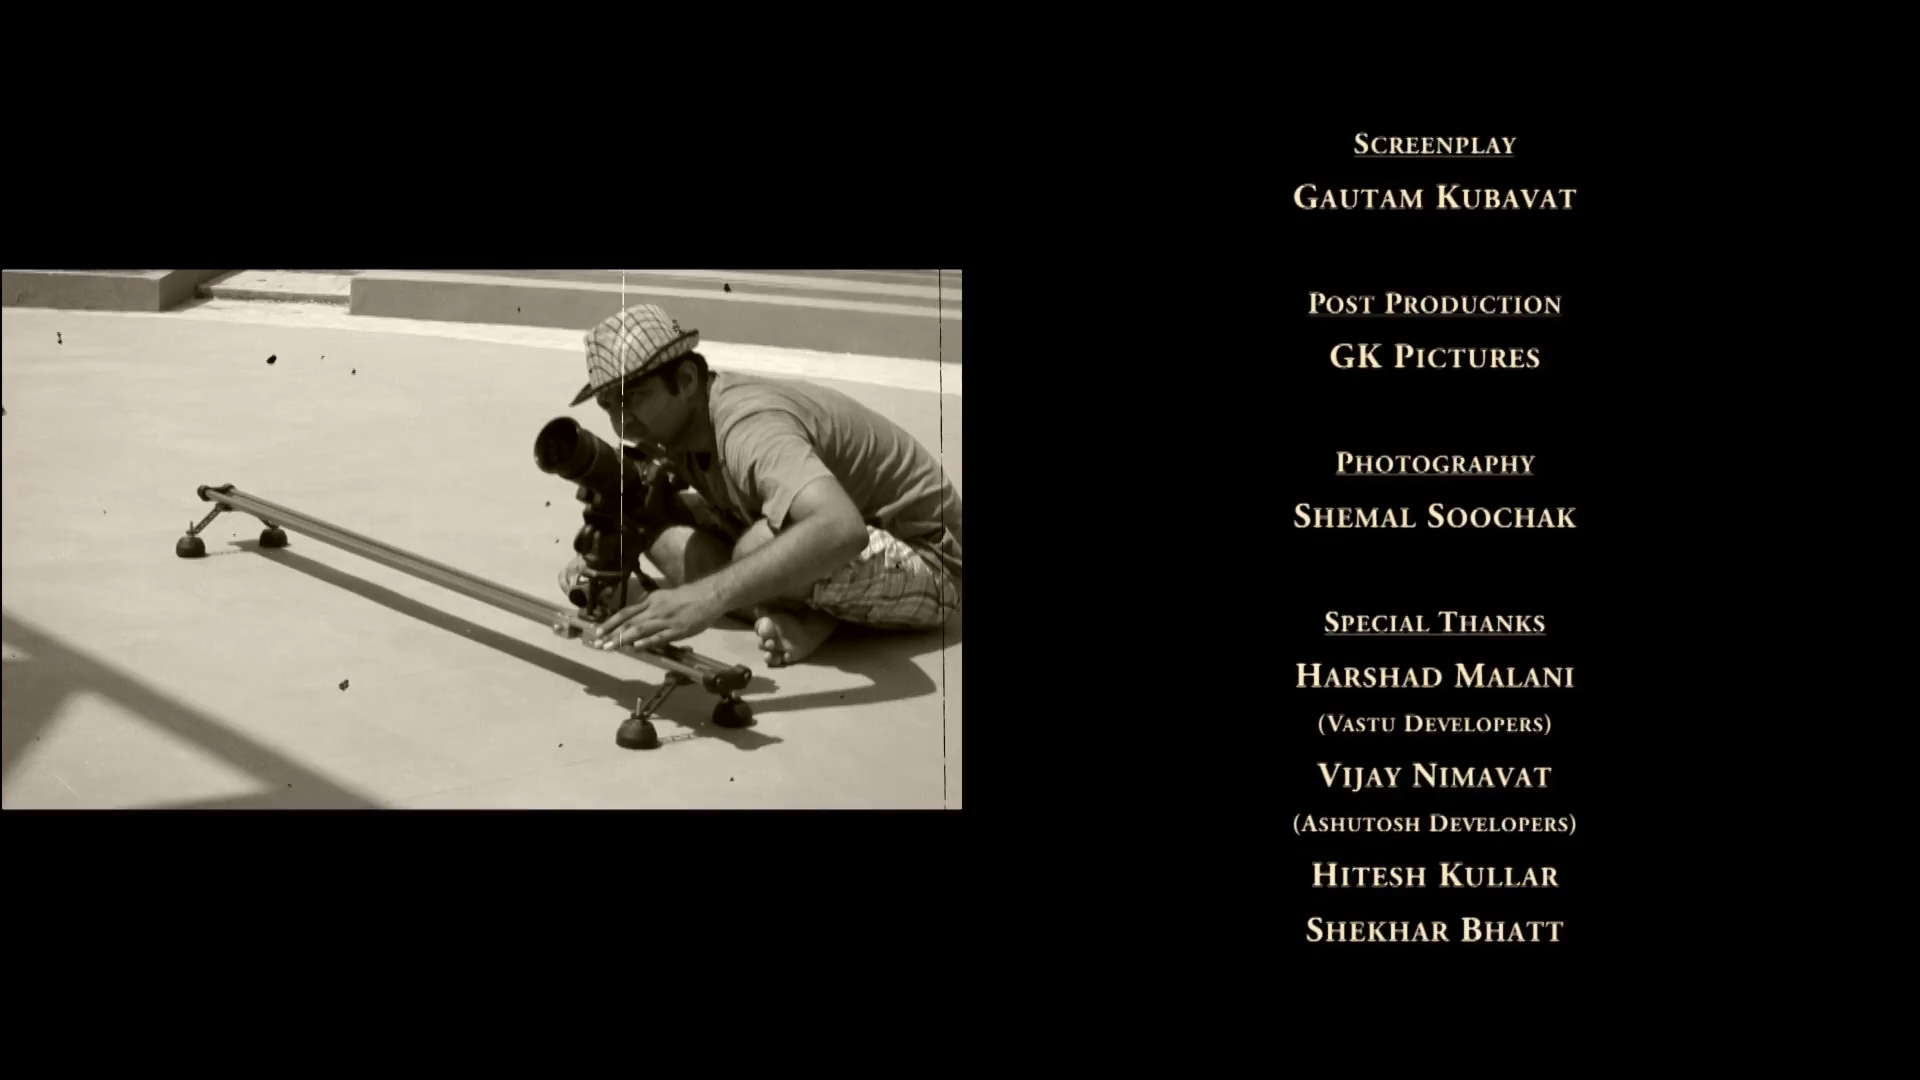 Screenplay
Gautam Kubavat
Post Production
GK Pictures
Photography
Shemal Soochak
Special Thanks
Harshad Malani
(Vastu Developers)
Vijay Nimavat
(Ashutosh Developers)
Hitesh Kullar
Shekhar Bhatt